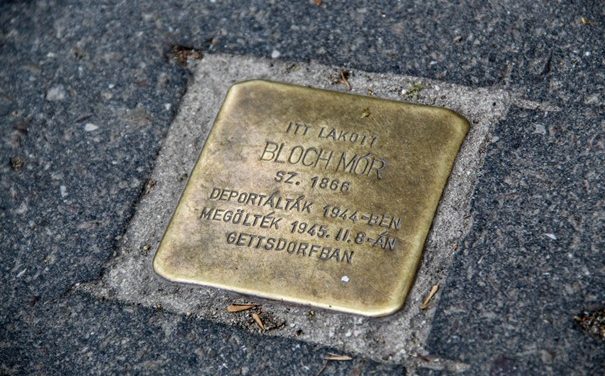 ITT LAKOTT
BLOCH MÓR
SZ. 1866
DEPORTÁLTÁK 1944-BEN
MEGÖLTÉK 1945. II. 8-ÁN
GETTSDORFBAN